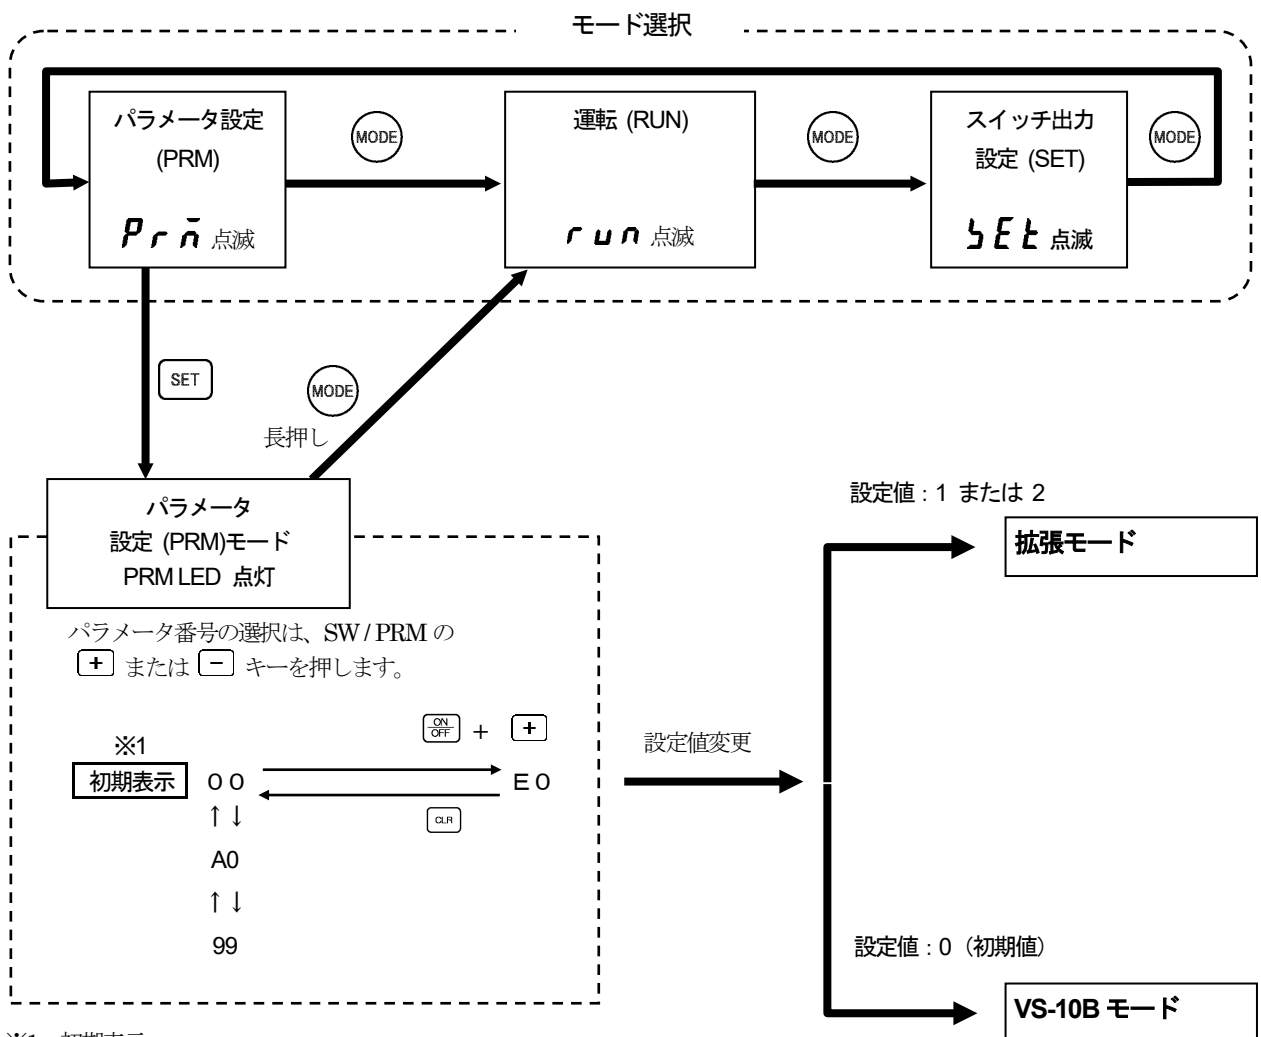 モード選択
パラメータ設定
(PRM)
Prm 点滅
MODE
運転 (RUN)
run 点滅
MODE
スイッチ出力
設定 (SET)
SEt 点滅
MODE
SET
MODE
長押し
パラメータ
設定 (PRM)モード
PRM LED 点灯
パラメータ番号の選択は、SW / PRM の
+ または − キーを押します。
※1
初期表示
0 0
ON
OFF
+
+
E 0
CLR
↑↓
A0
↑↓
99
設定値変更
設定値 : 1 または 2
拡張モード
設定値 : 0 (初期値)
VS-10B モード